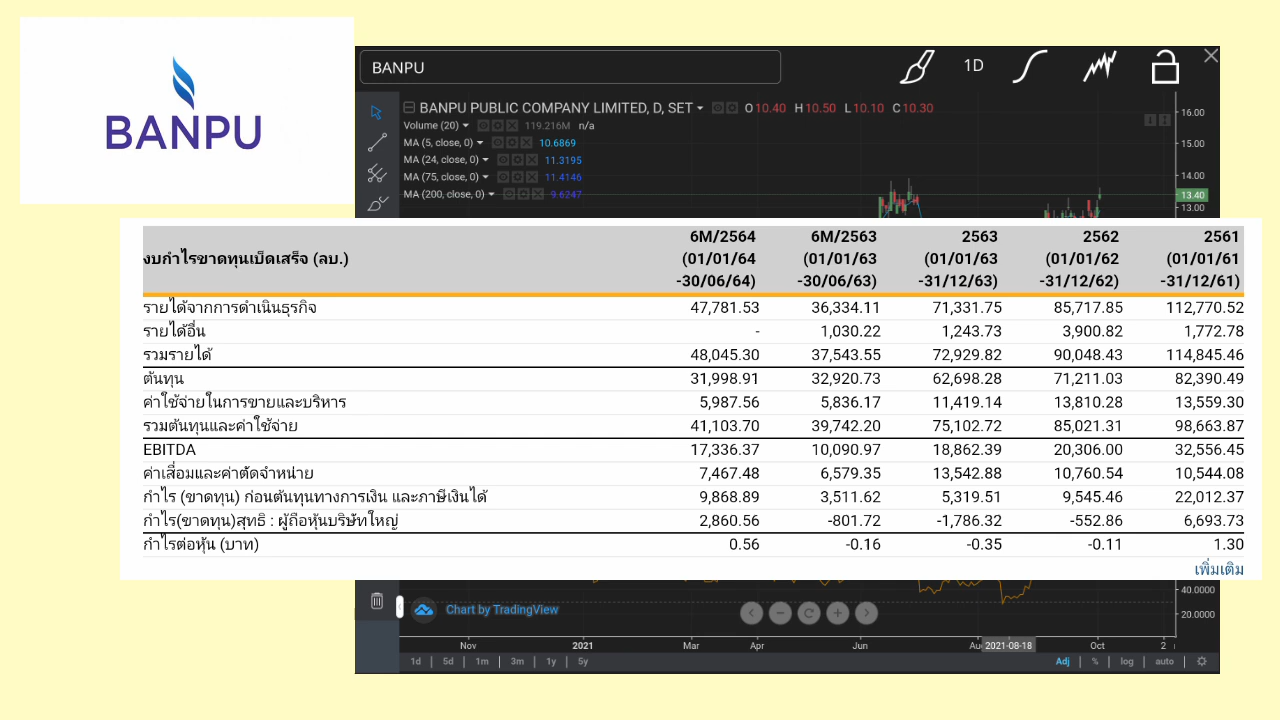 BANPU
BANPU
1D
BANPU PUBLIC COMPANY LIMITED, D, SET O10.40 H10.50 L10.10 C10.30
Volume (20) 119.216M n/a
MA (5, close, 0) 10.6869
MA (24, close, 0) 11.3195
MA (75, close, 0) 11.4146
MA (200, close, 0) 9.6247
16.00
15.00
14.00
13.40
13.00
งบกำไรขาดทุนเบ็ดเสร็จ (ลบ.) 6M/2564 (01/01/64 -30/06/64) 6M/2563 (01/01/63 -30/06/63) 2563 (01/01/63 -31/12/63) 2562 (01/01/62 -31/12/62) 2561 (01/01/61 -31/12/61)
รายได้จากการดำเนินธุรกิจ 47,781.53 36,334.11 71,331.75 85,717.85 112,770.52
รายได้อื่น - 1,030.22 1,243.73 3,900.82 1,772.78
รวมรายได้ 48,045.30 37,543.55 72,929.82 90,048.43 114,845.46
ต้นทุน 31,998.91 32,920.73 62,698.28 71,211.03 82,390.49
ค่าใช้จ่ายในการขายและบริหาร 5,987.56 5,836.17 11,419.14 13,810.28 13,559.30
รวมต้นทุนและค่าใช้จ่าย 41,103.70 39,742.20 75,102.72 85,021.31 98,663.87
EBITDA 17,336.37 10,090.97 18,862.39 20,306.00 32,556.45
ค่าเสื่อมและค่าตัดจำหน่าย 7,467.48 6,579.35 13,542.88 10,760.54 10,544.08
กำไร (ขาดทุน) ก่อนต้นทุนทางการเงิน และภาษีเงินได้ 9,868.89 3,511.62 5,319.51 9,545.46 22,012.37
กำไร(ขาดทุน)สุทธิ : ผู้ถือหุ้นบริษัทใหญ่ 2,860.56 -801.72 -1,786.32 -552.86 6,693.73
กำไรต่อหุ้น (บาท) 0.56 -0.16 -0.35 -0.11 1.30
เพิ่มเติม
40.0000
20.0000
Chart by TradingView
Nov 2021 Mar Apr Jun Au 2021-08-18 Oct 2
1d 5d 1m 3m 1y 5y Adj % log auto